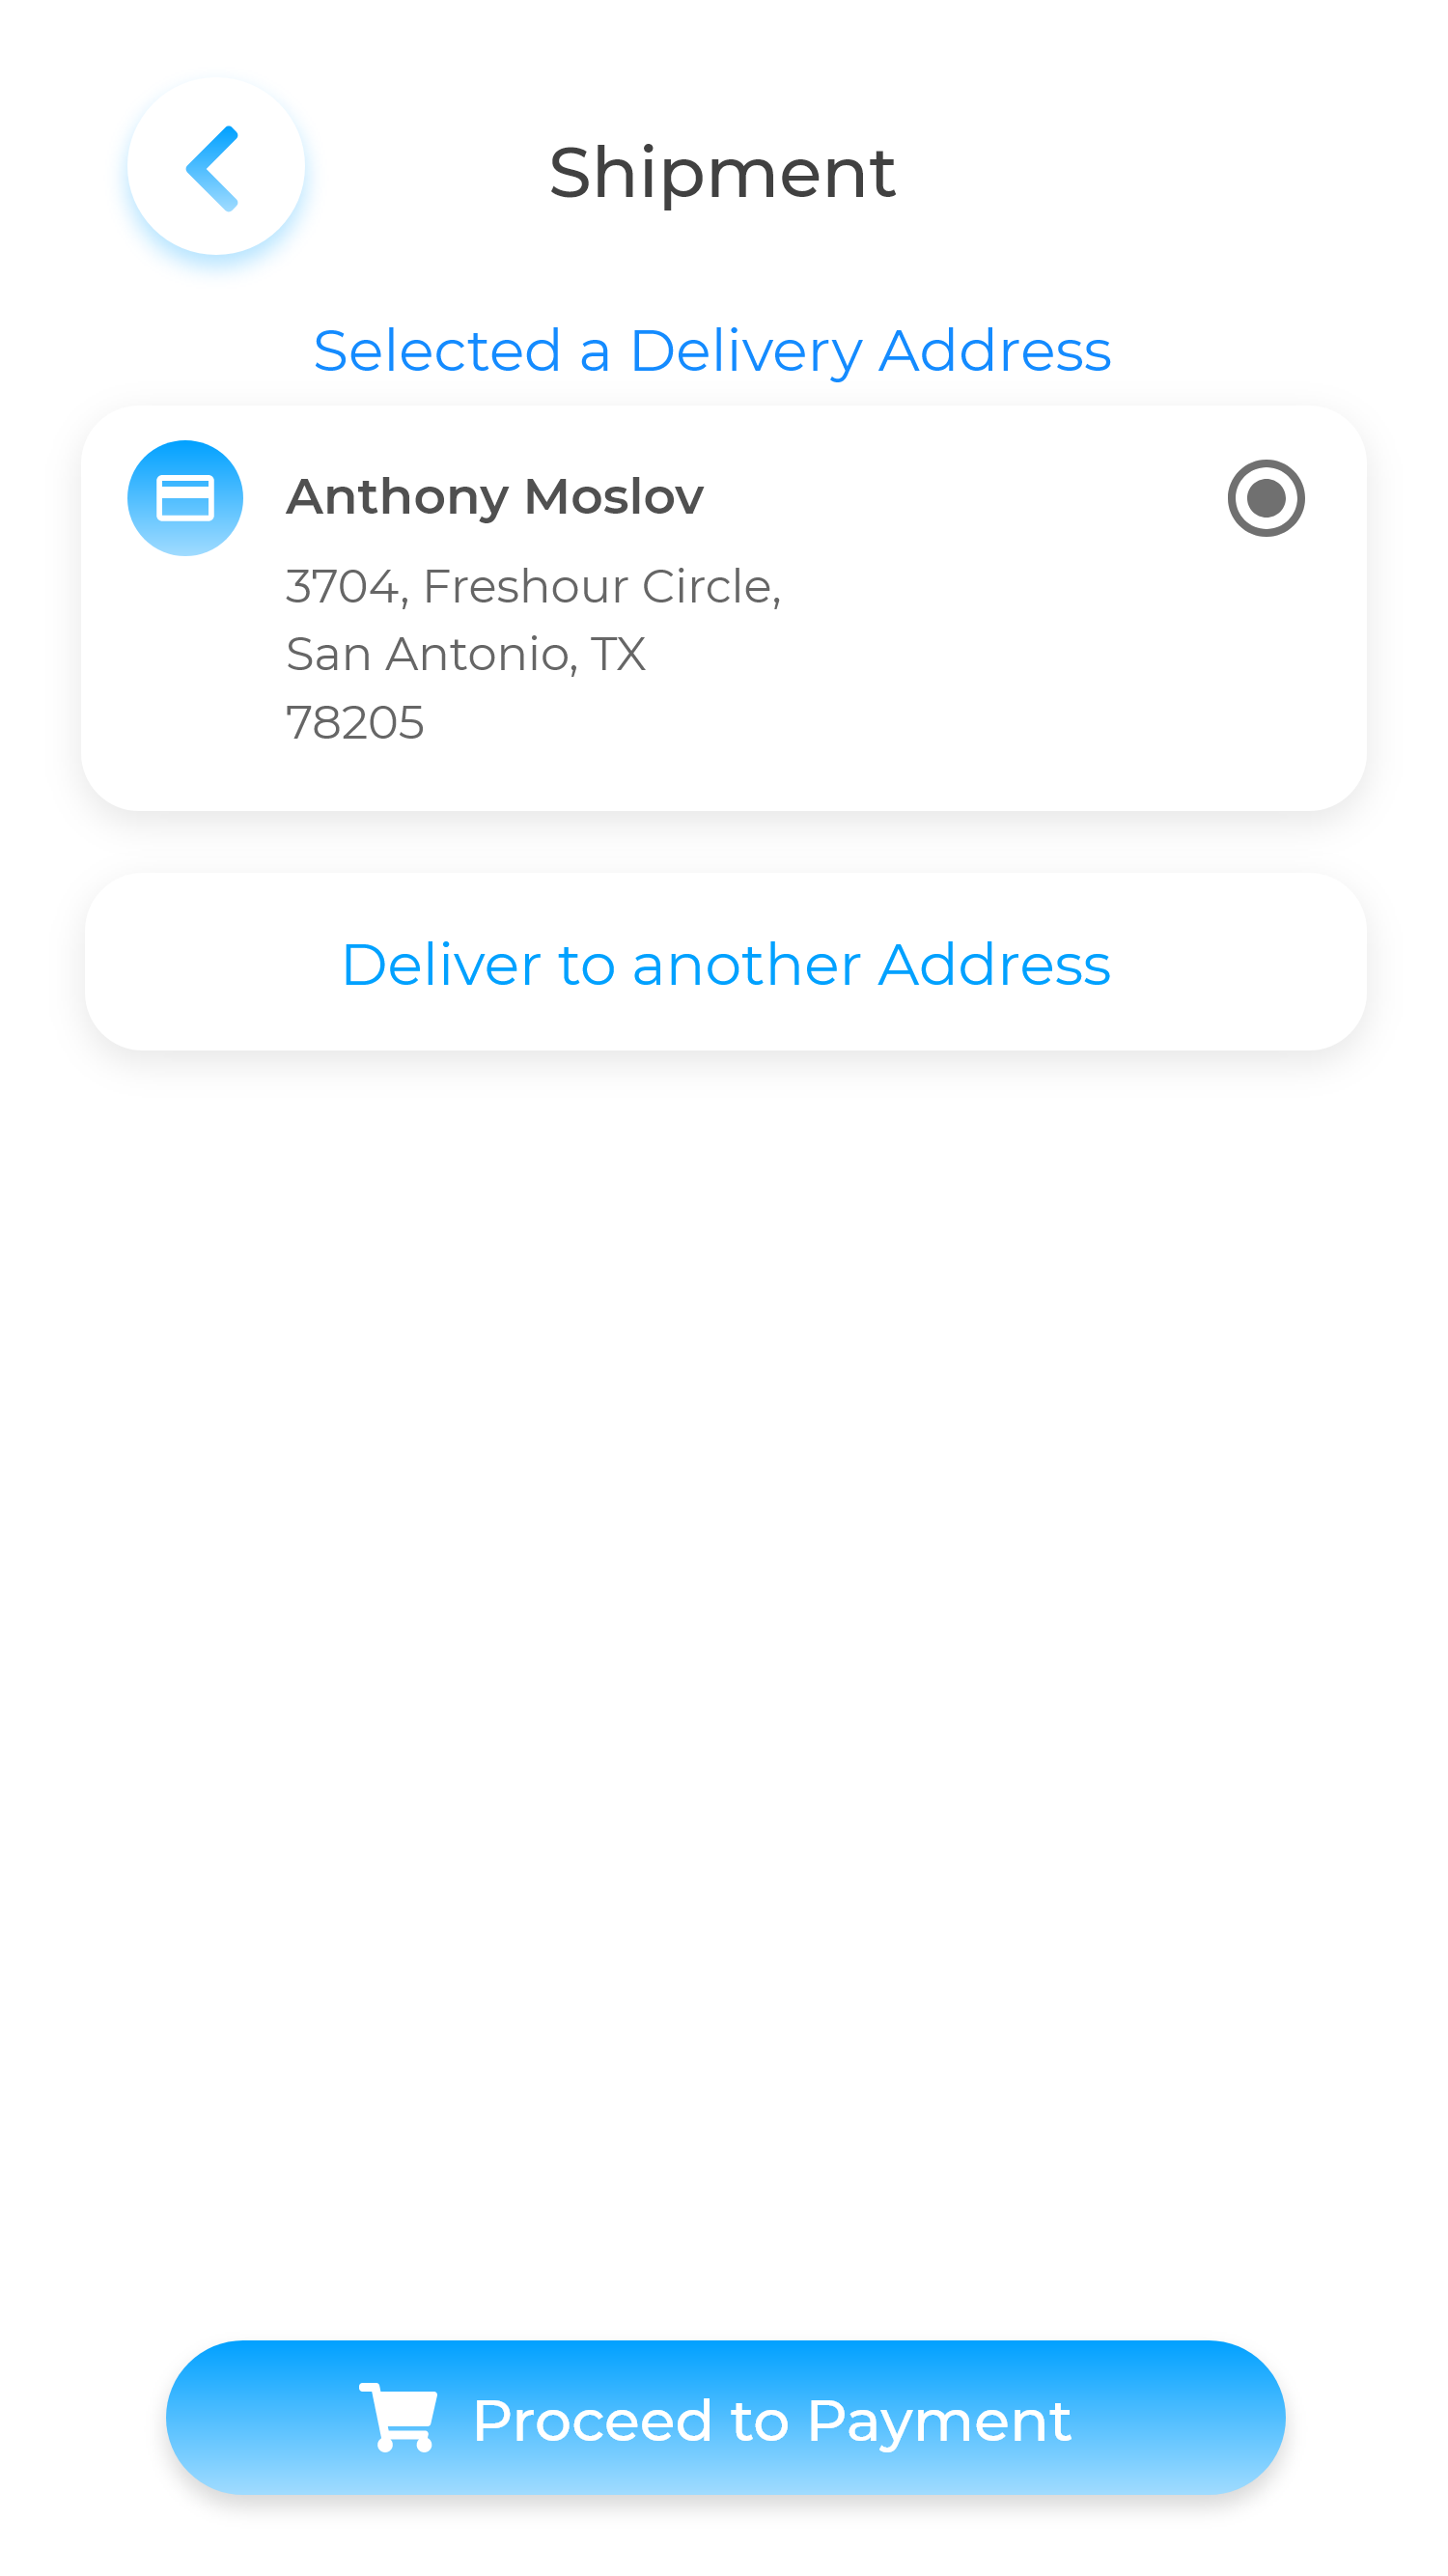 Shipment
Selected a Delivery Address
Anthony Moslov
3704, Freshour Circle,
San Antonio, TX
78205
Deliver to another Address
Proceed to Payment